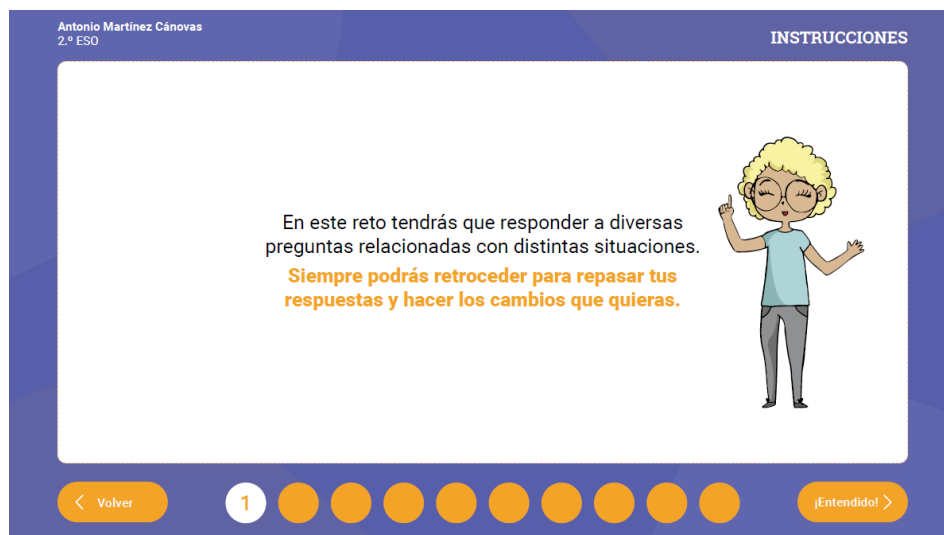 Antonio Martínez Cánovas
2.º ESO
INSTRUCCIONES
En este reto tendrás que responder a diversas
preguntas relacionadas con distintas situaciones.
Siempre podrás retroceder para repasar tus
respuestas y hacer los cambios que quieras.
< Volver
1
¡Entendido! >